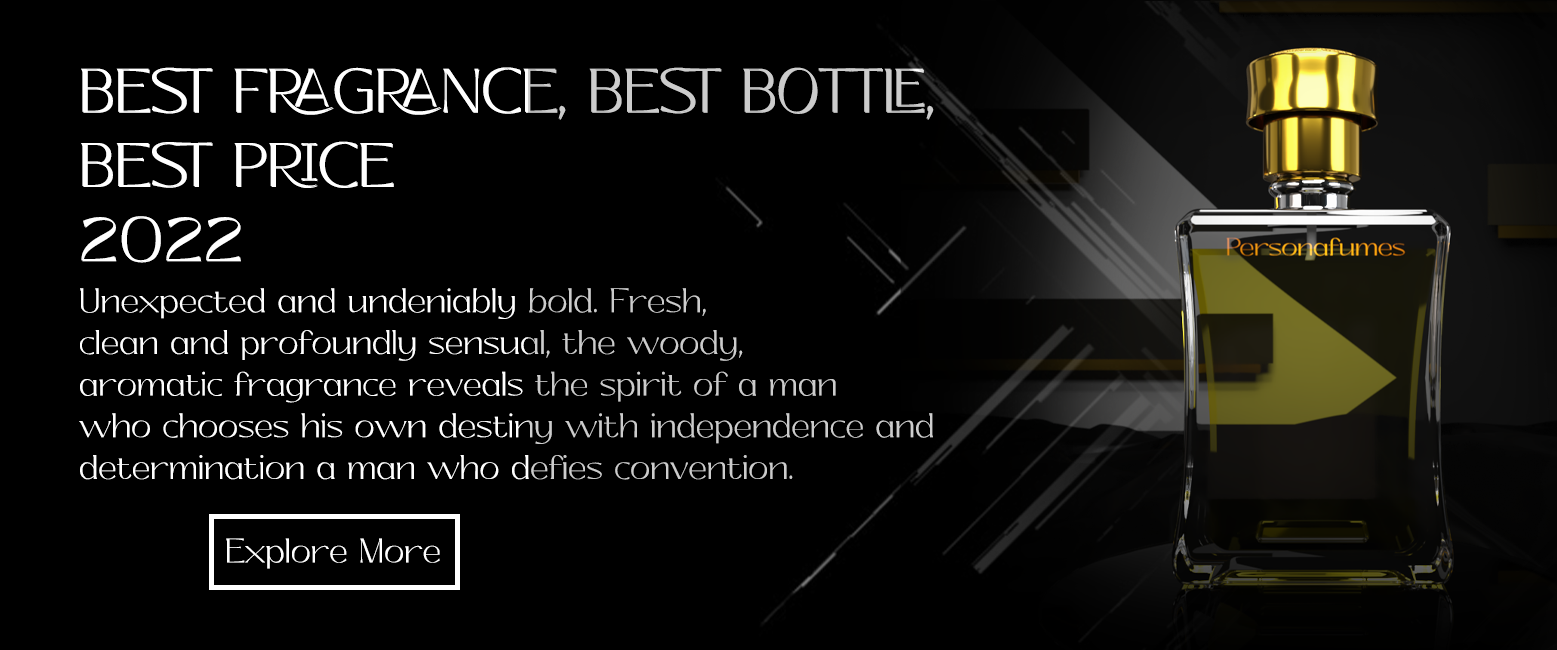 BEST FRAGRANCE, BEST BOTTLE,
BEST PRICE
2022
Unexpected and undeniably bold. Fresh,
clean and profoundly sensual, the woody,
aromatic fragrance reveals the spirit of a man
who chooses his own destiny with independence and
determination a man who defies convention.
Explore More
Personafumes